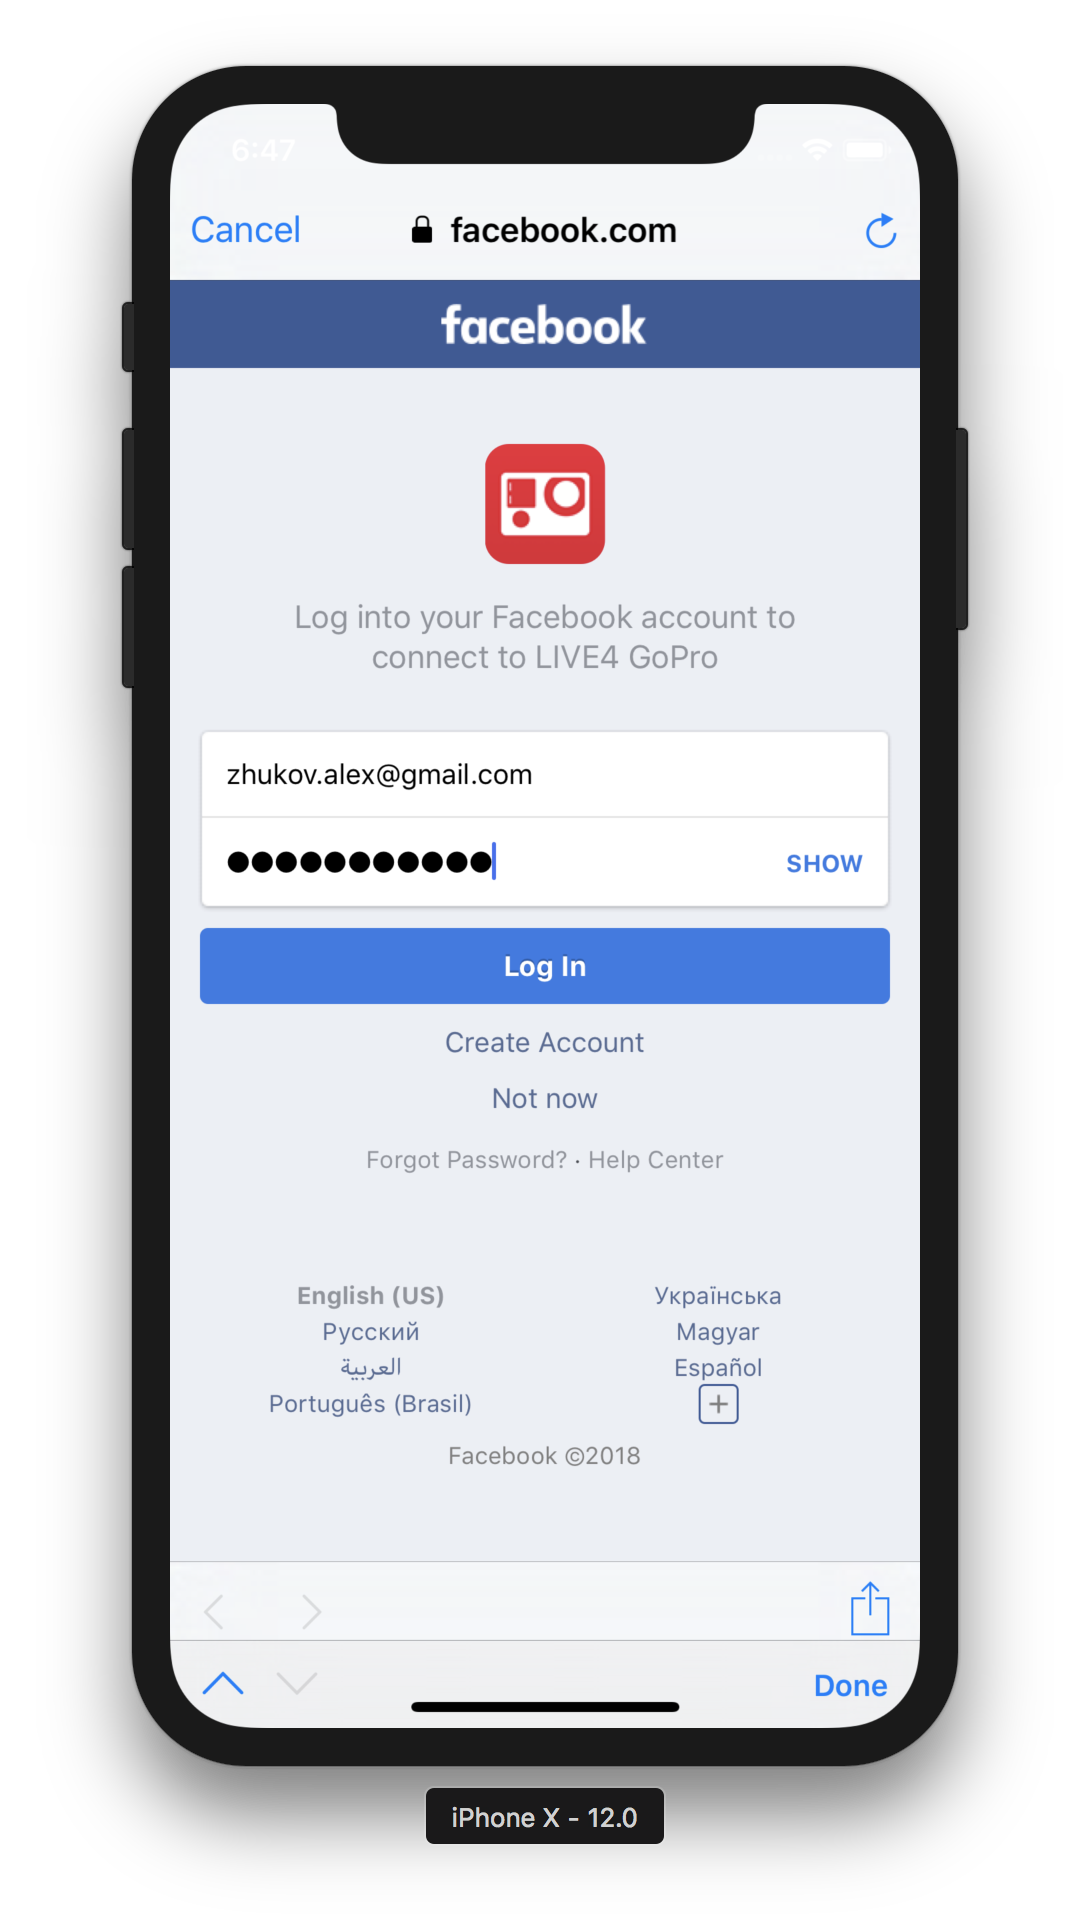 6:47
Cancel facebook.com
facebook
Log into your Facebook account to
connect to LIVE4 GoPro
zhukov.alex@gmail.com
●●●●●●●●●●● SHOW
Log In
Create Account
Not now
Forgot Password? · Help Center
English (US) Українська
Русский Magyar
العربية Español
Português (Brasil) +
Facebook ©2018
Done
iPhone X - 12.0